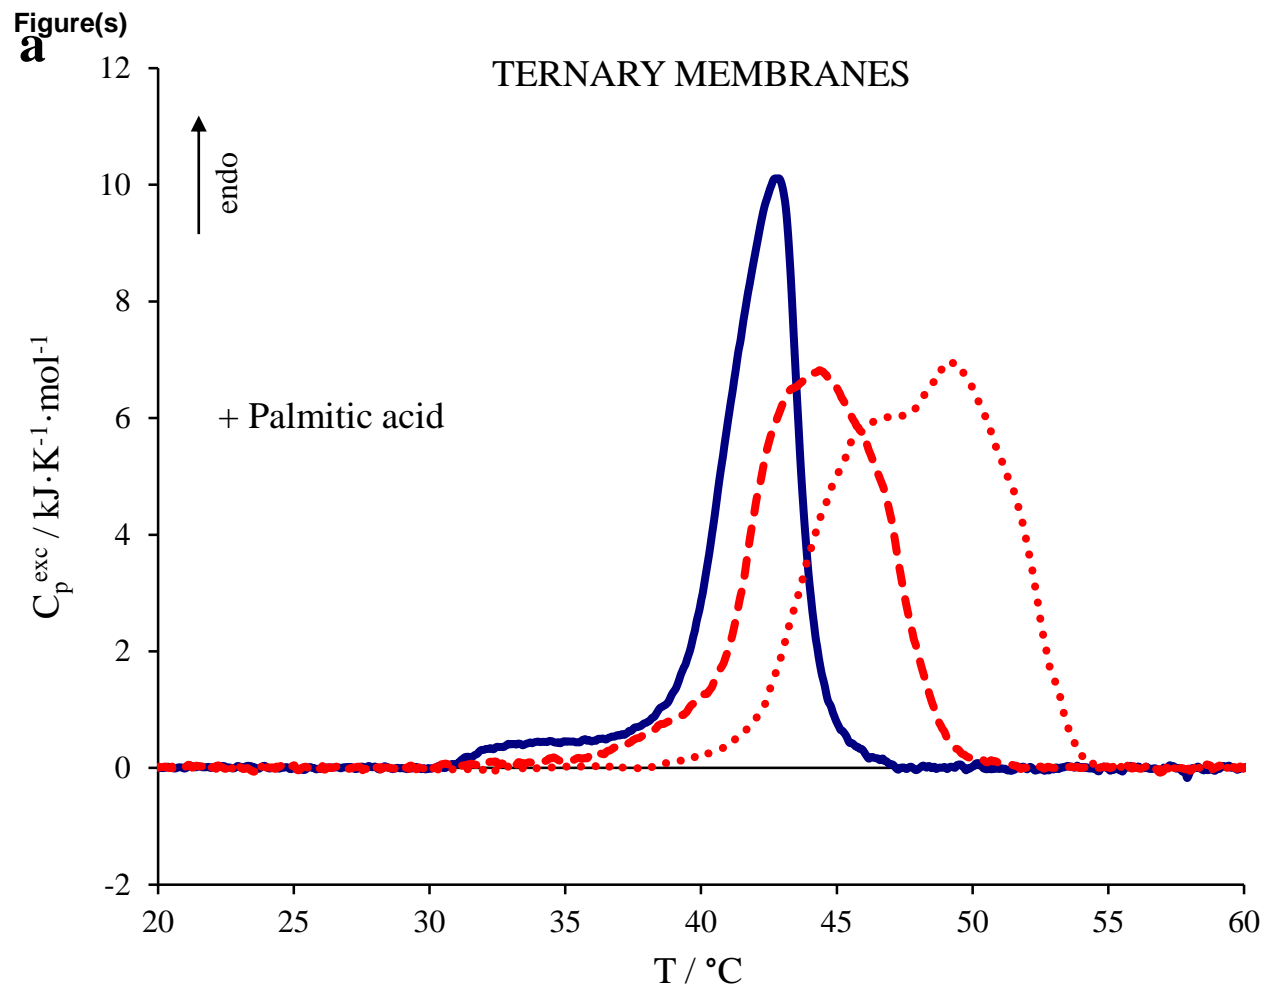 Figure(s)
a
TERNARY MEMBRANES
endo
+ Palmitic acid
Cp exc / kJ·K-1·mol-1
12
10
8
6
4
2
0
-2
20 25 30 35 40 45 50 55 60
T / °C